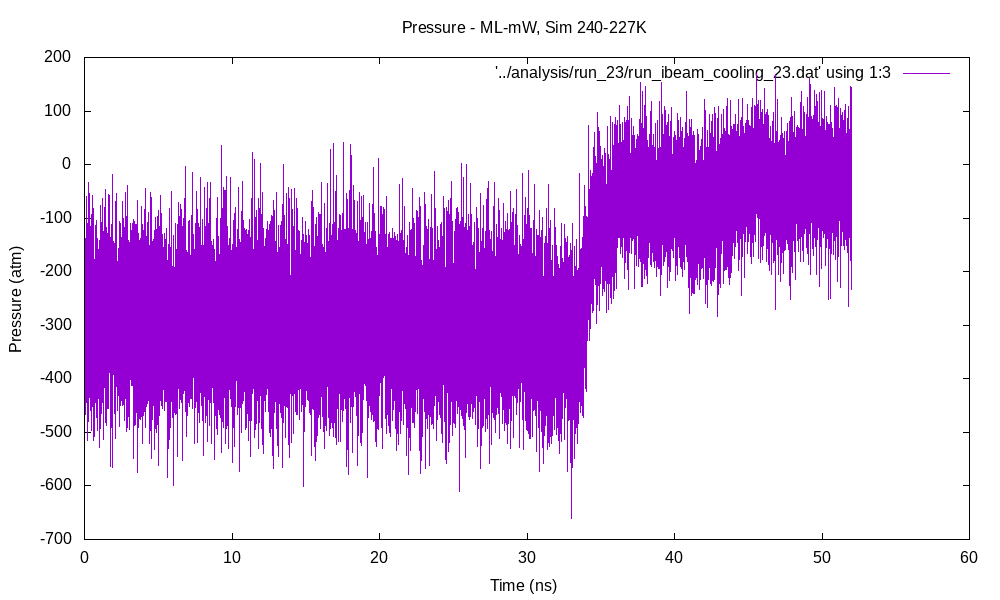 Pressure - ML-mW, Sim 240-227K
'../analysis/run_23/run_ibeam_cooling_23.dat' using 1:3
200
100
0
-100
-200
-300
-400
-500
-600
-700
Pressure (atm)
0 10 20 30 40 50 60
Time (ns)